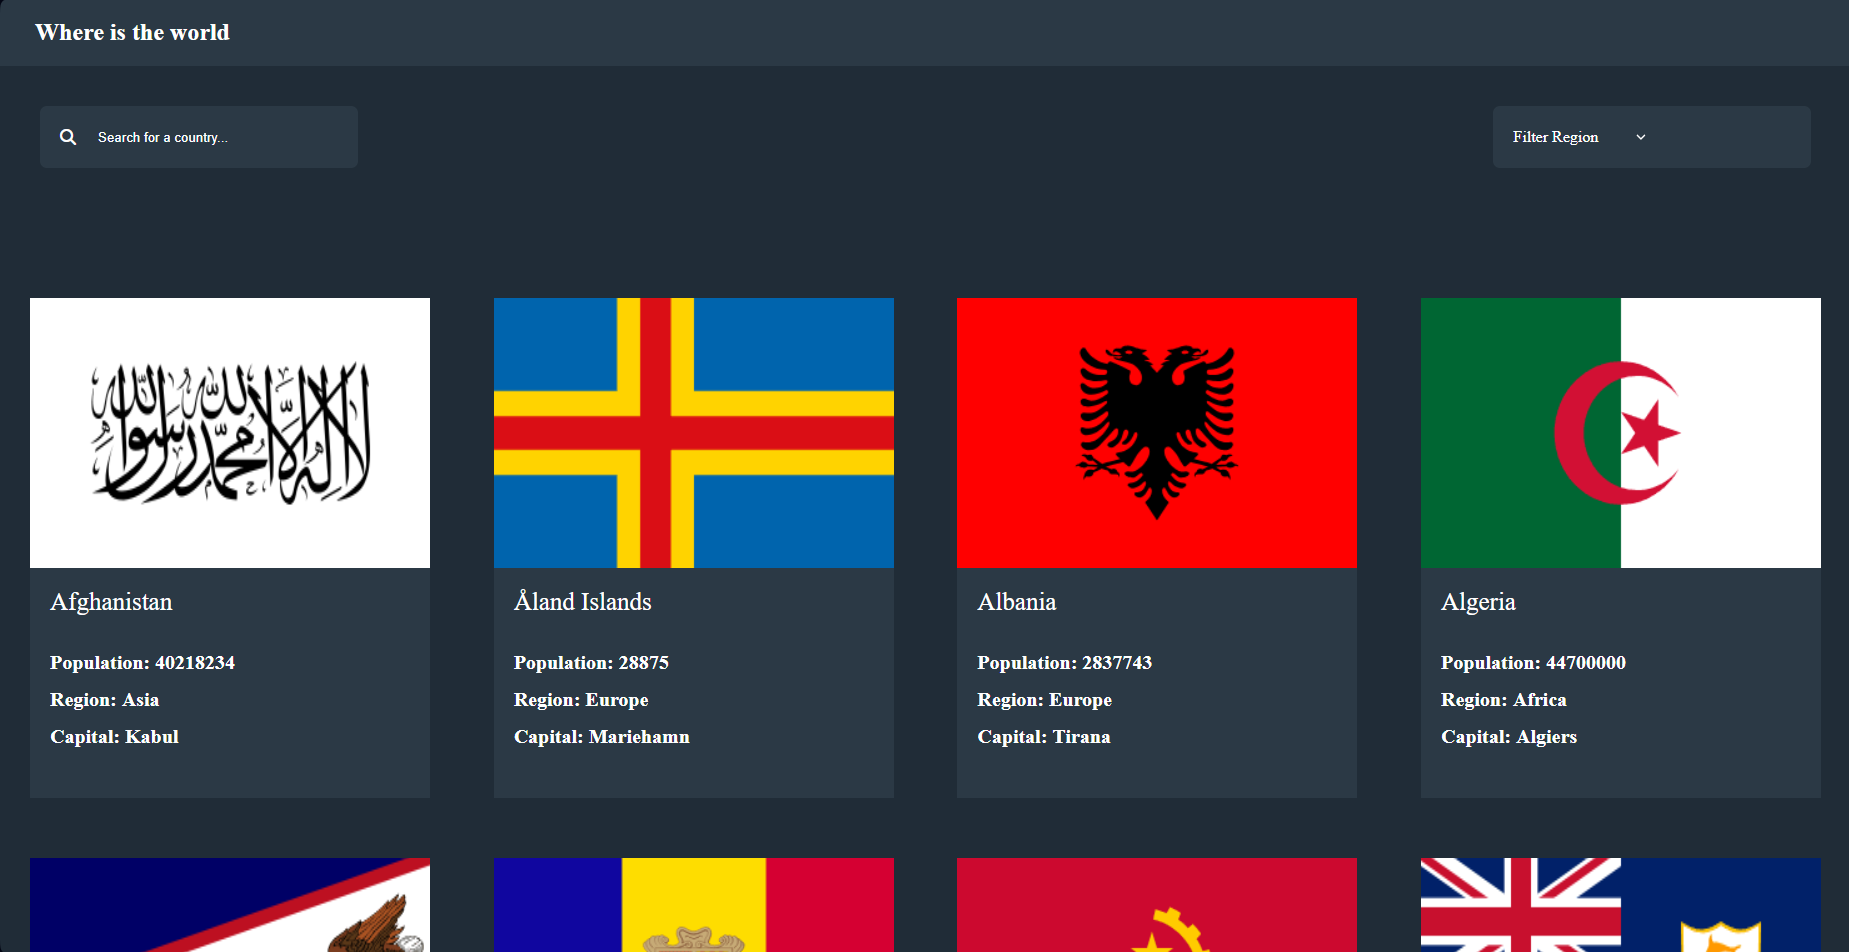 Where is the world
Search for a country...
Filter Region
لا إله إلا الله محمد رسول الله
Afghanistan
Population: 40218234
Region: Asia
Capital: Kabul
Åland Islands
Population: 28875
Region: Europe
Capital: Mariehamn
Albania
Population: 2837743
Region: Europe
Capital: Tirana
Algeria
Population: 44700000
Region: Africa
Capital: Algiers